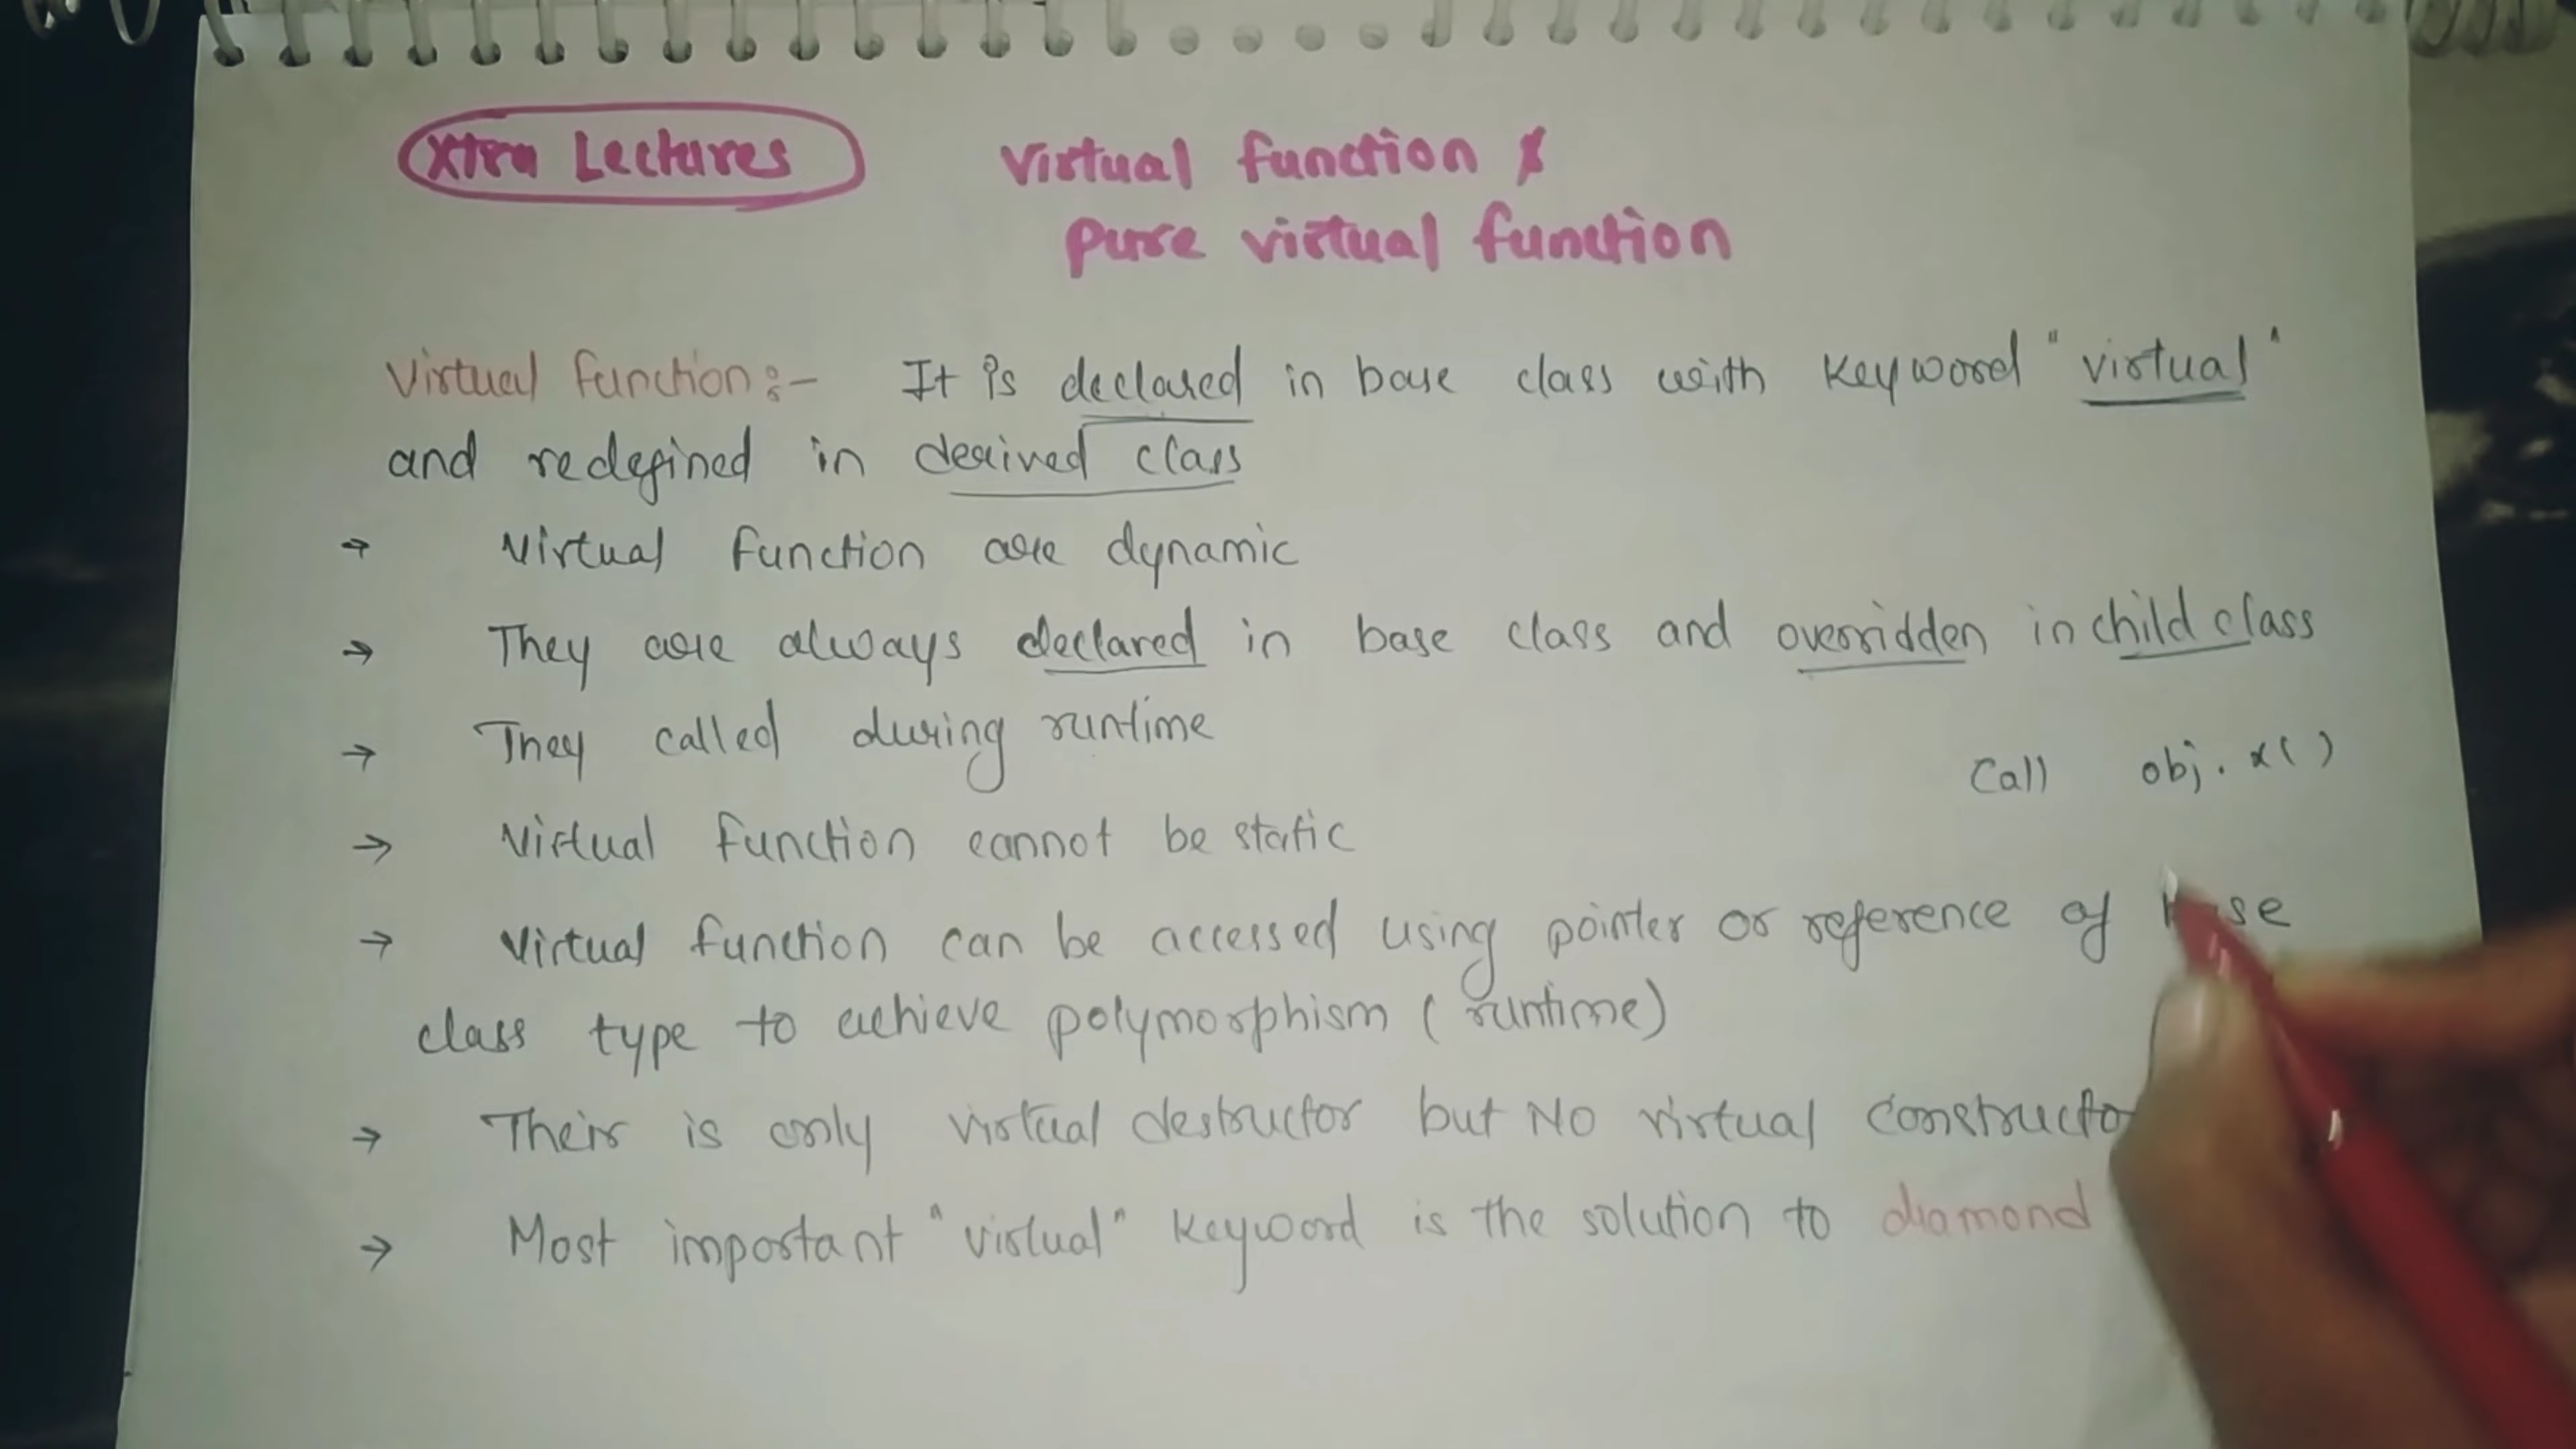 Xtra Lectures
Virtual function &
pure virtual function
Virtual function :- It is declared in base class with keyword "virtual"
and redefined in derived class
→ Virtual function are dynamic
→ They are always declared in base class and overridden in child class
→ They called during runtime
Call obj. x()
→ Virtual function cannot be static
→ Virtual function can be accessed using pointer or reference of base
class type to achieve polymorphism (runtime)
→ Their is only virtual destructor but NO virtual constructo
→ Most important "virtual" keyword is the solution to diamond